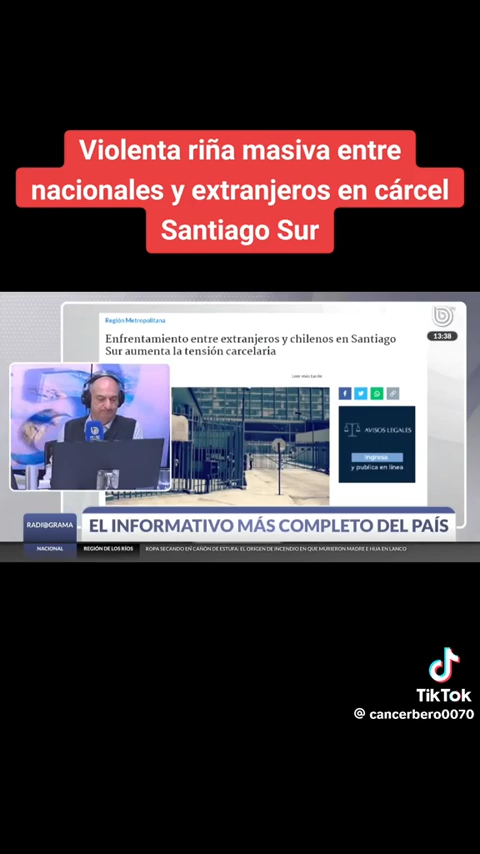 Violenta riña masiva entre
nacionales y extranjeros en cárcel
Santiago Sur
Región Metropolitana
13:38
Enfrentamiento entre extranjeros y chilenos en Santiago
Sur aumenta la tensión carcelaria
Leer más tarde
AVISOS LEGALES
Ingresa
y publica en línea
RADIOGRAMA
EL INFORMATIVO MÁS COMPLETO DEL PAÍS
NACIONAL
REGIÓN DE LOS RÍOS
ROPA SECANDO EN CAÑÓN DE ESTUFA: EL ORIGEN DE INCENDIO EN QUE MURIERON MADRE E HIJA EN LANCO
TikTok
@ cancerbero0070